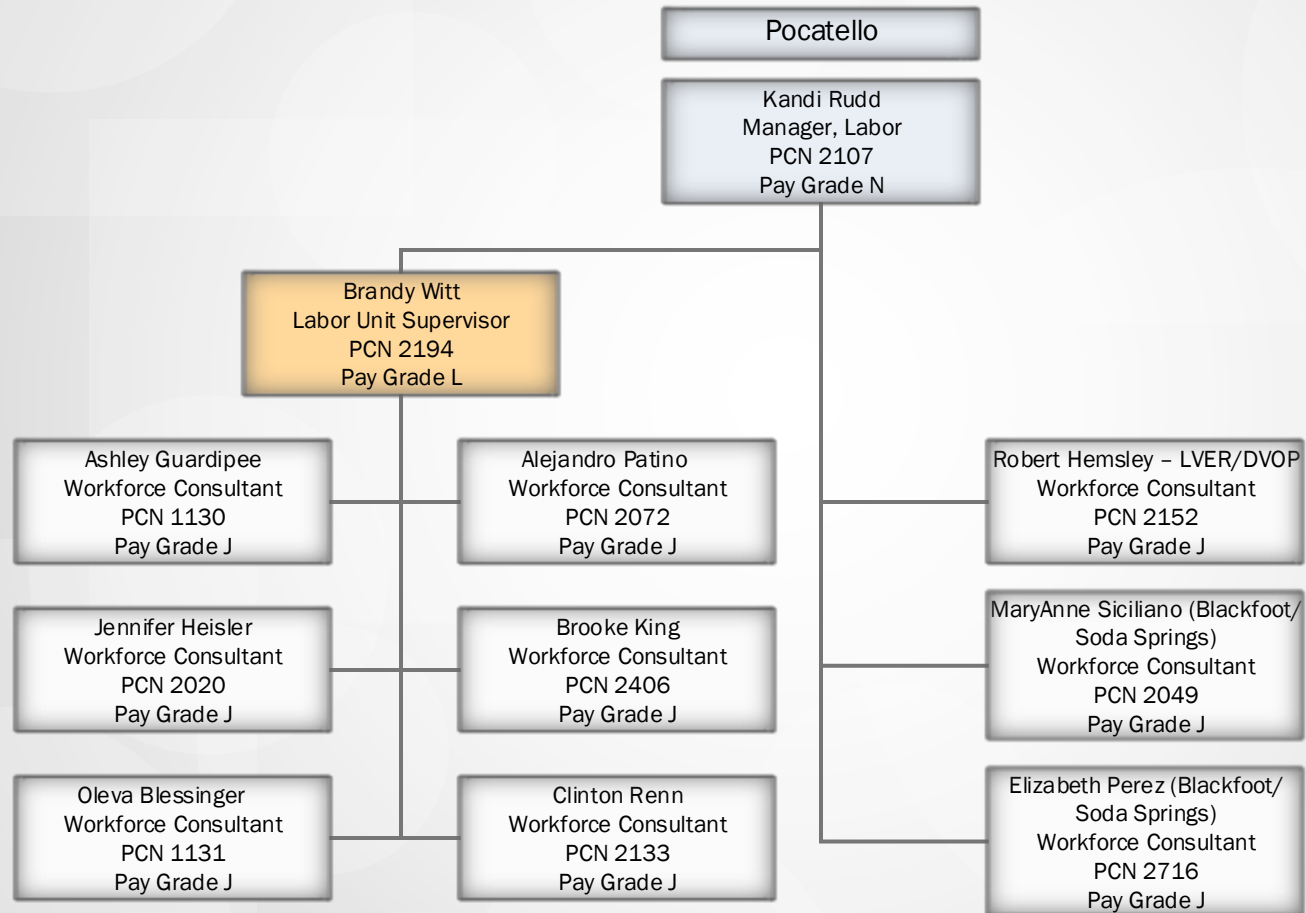 Pocatello
Kandi Rudd
Manager, Labor
PCN 2107
Pay Grade N
Brandy Witt
Labor Unit Supervisor
PCN 2194
Pay Grade L
Ashley Guardipee
Workforce Consultant
PCN 1130
Pay Grade J
Alejandro Patino
Workforce Consultant
PCN 2072
Pay Grade J
Robert Hemsley – LVER/DVOP
Workforce Consultant
PCN 2152
Pay Grade J
Jennifer Heisler
Workforce Consultant
PCN 2020
Pay Grade J
Brooke King
Workforce Consultant
PCN 2406
Pay Grade J
MaryAnne Siciliano (Blackfoot/
Soda Springs)
Workforce Consultant
PCN 2049
Pay Grade J
Oleva Blessinger
Workforce Consultant
PCN 1131
Pay Grade J
Clinton Renn
Workforce Consultant
PCN 2133
Pay Grade J
Elizabeth Perez (Blackfoot/
Soda Springs)
Workforce Consultant
PCN 2716
Pay Grade J